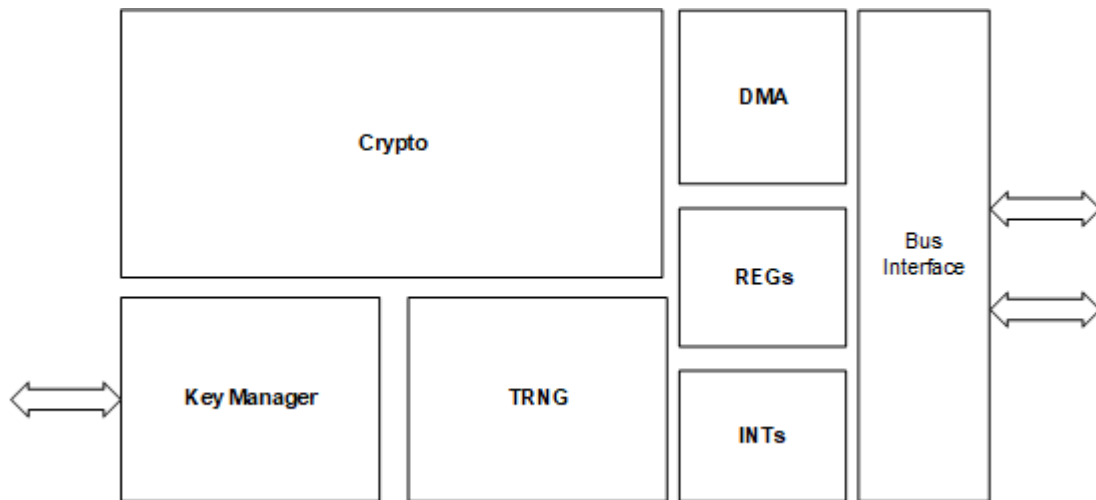 Crypto
DMA
Bus
Interface
REGs
Key Manager
TRNG
INTs